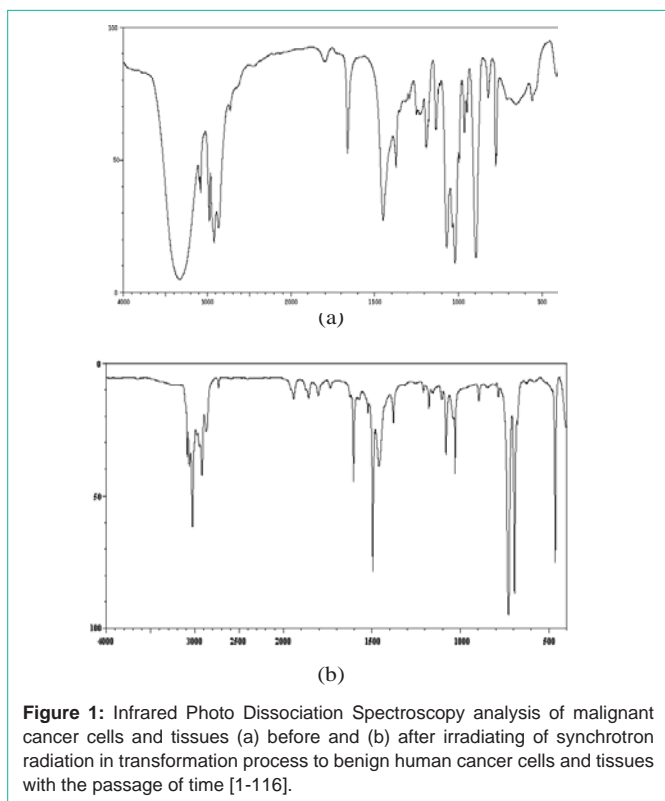 100
50
0
4000 3000 2000 1500 1000 500
(a)
0
50
100
4000 3000 2500 2000 1500 1000 500
(b)
Figure 1: Infrared Photo Dissociation Spectroscopy analysis of malignant
cancer cells and tissues (a) before and (b) after irradiating of synchrotron
radiation in transformation process to benign human cancer cells and tissues
with the passage of time [1-116].